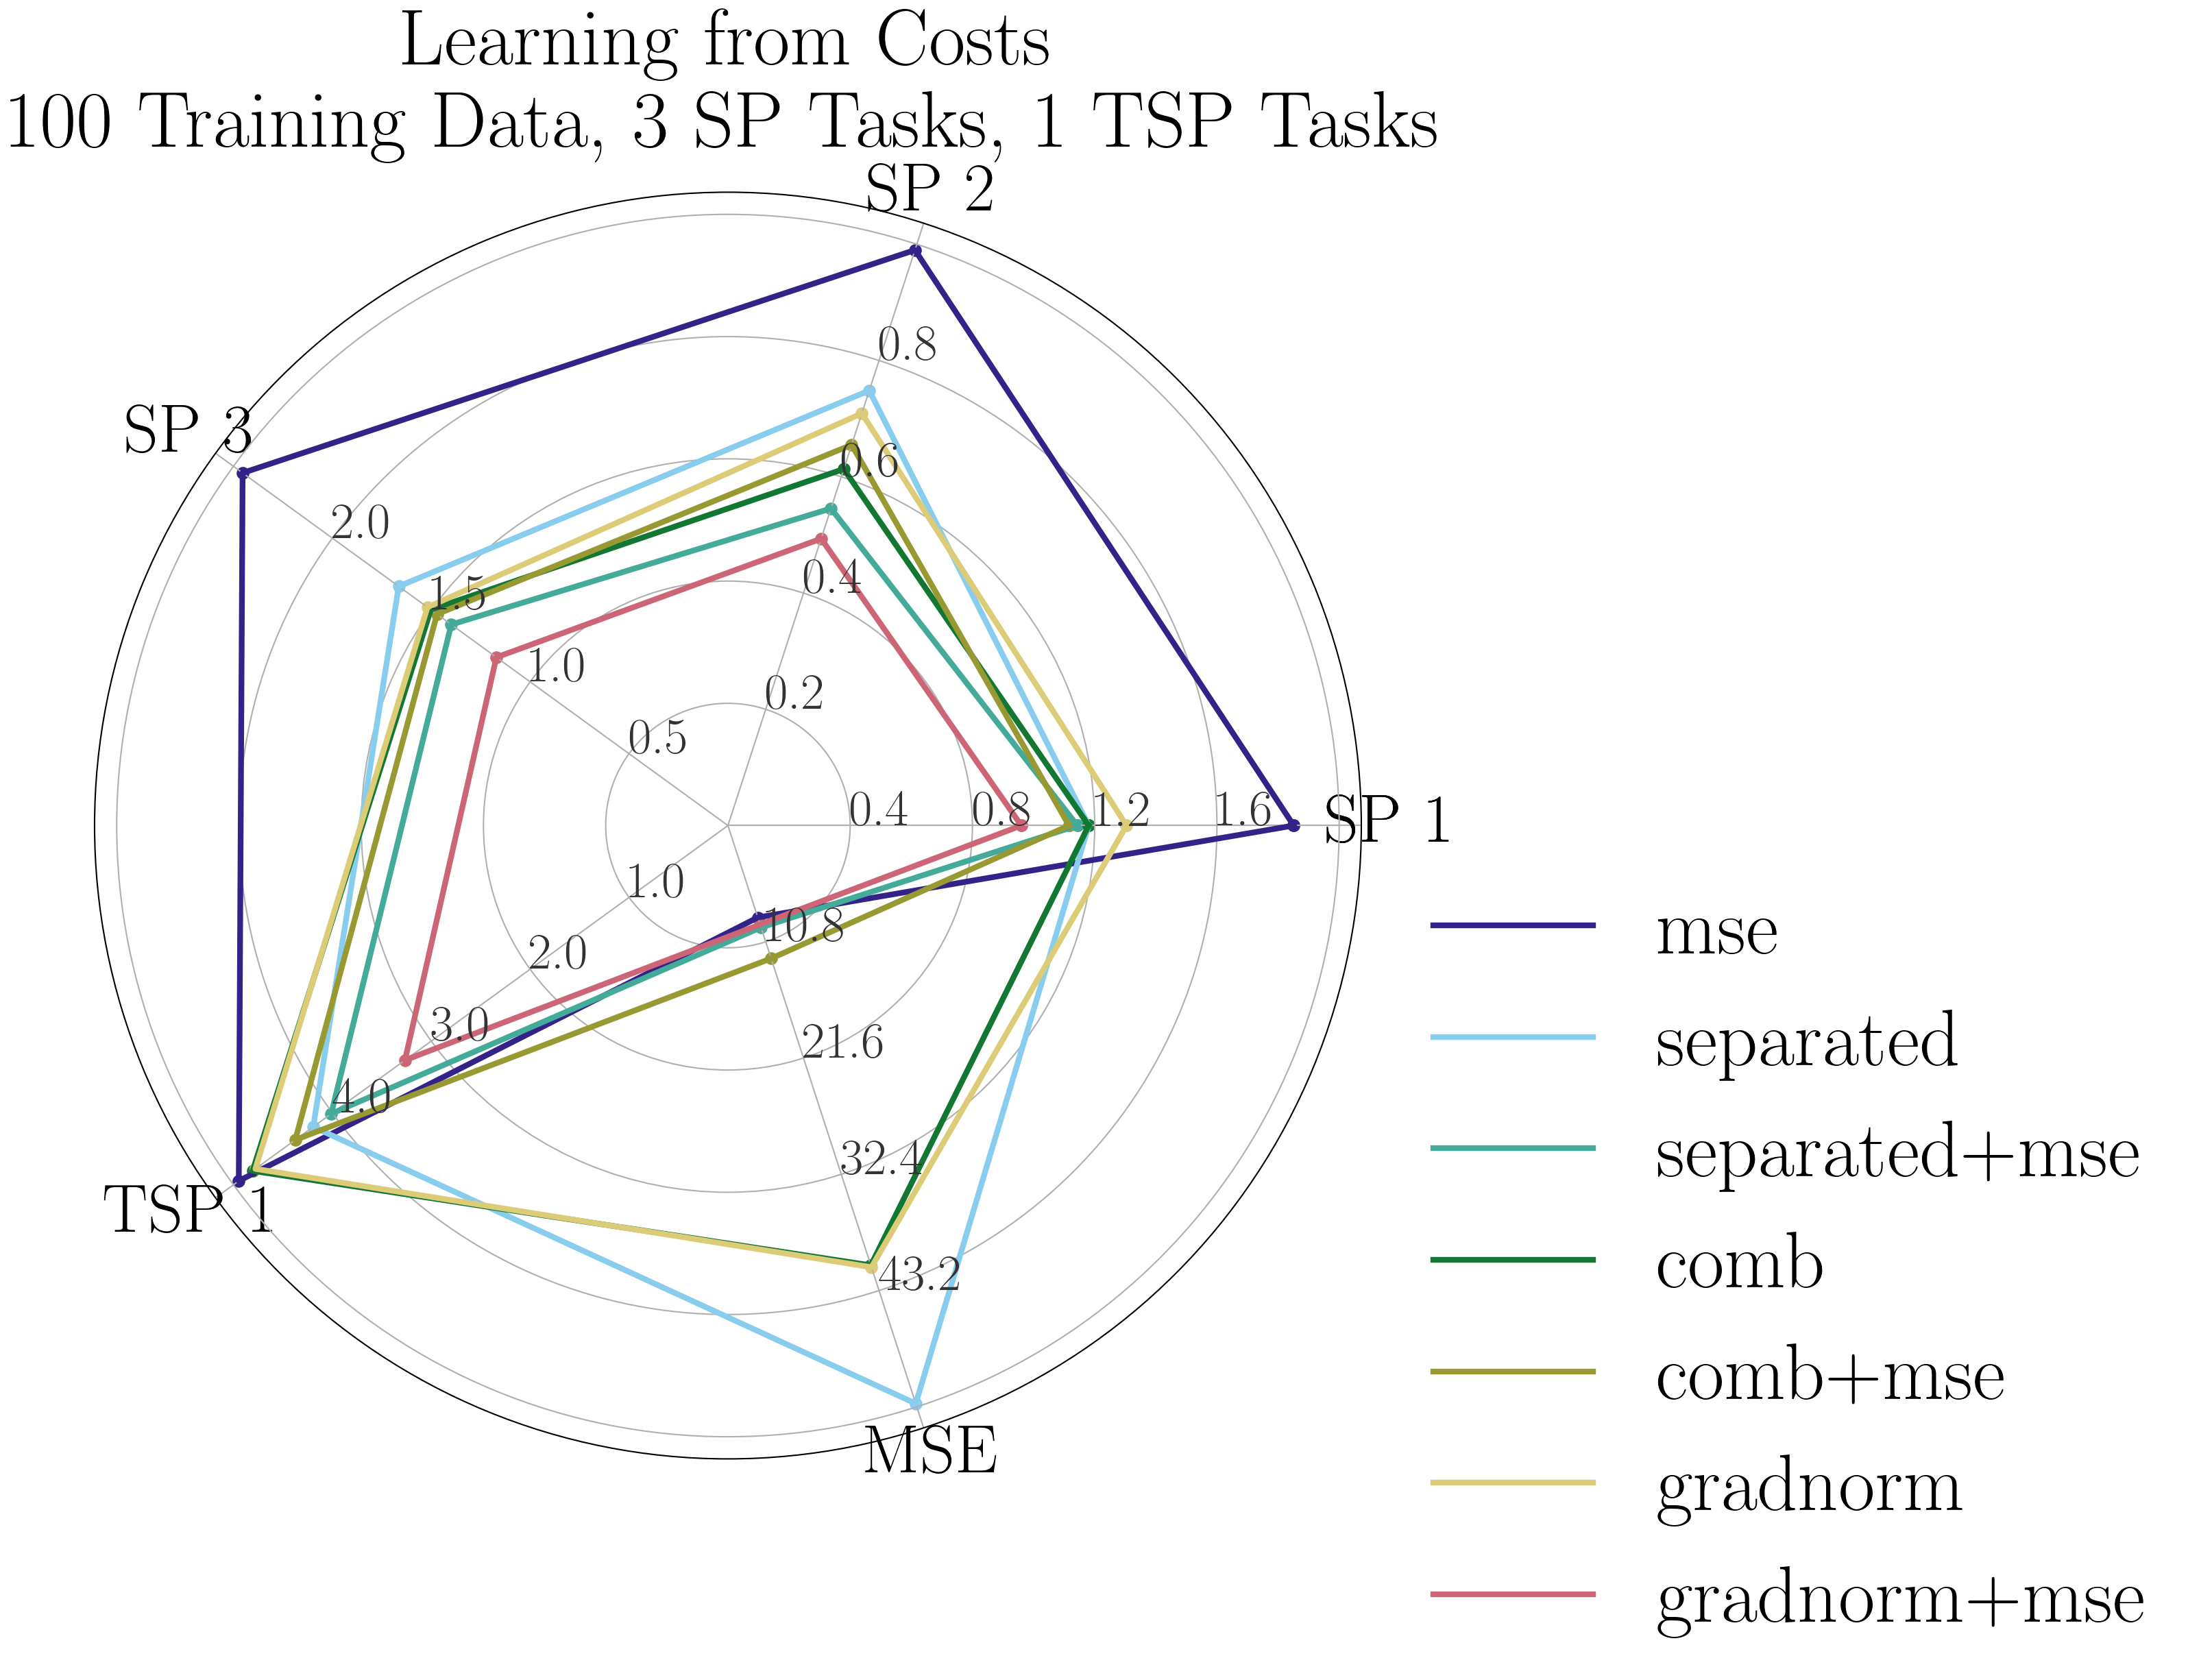 Learning from Costs
100 Training Data, 3 SP Tasks, 1 TSP Tasks
SP 2
0.8
SP 3
0.6
2.0
0.4
1.5
1.0
0.2
0.5
0.4
0.8
1.2
1.6
SP 1
1.0
10.8
2.0
3.0
21.6
4.0
32.4
TSP 1
43.2
MSE
mse
separated
separated+mse
comb
comb+mse
gradnorm
gradnorm+mse